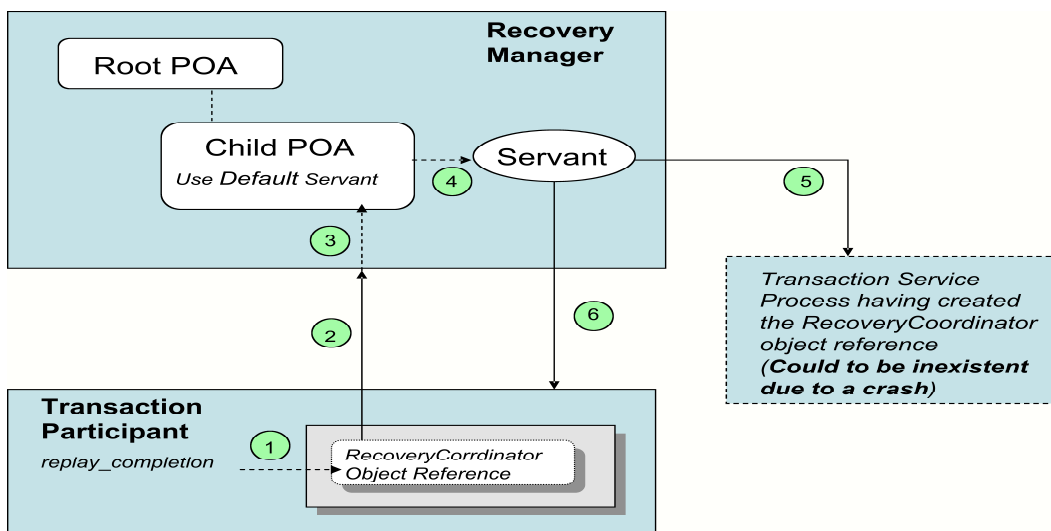 Recovery
Manager
Root POA
Child POA
Use Default Servant
Servant
4
5
3
Transaction Service
Process having created
the RecoveryCoordinator
object reference
(Could to be inexistent
due to a crash)
2
6
Transaction
Participant
replay_completion
1
RecoveryCorrdinator
Object Reference